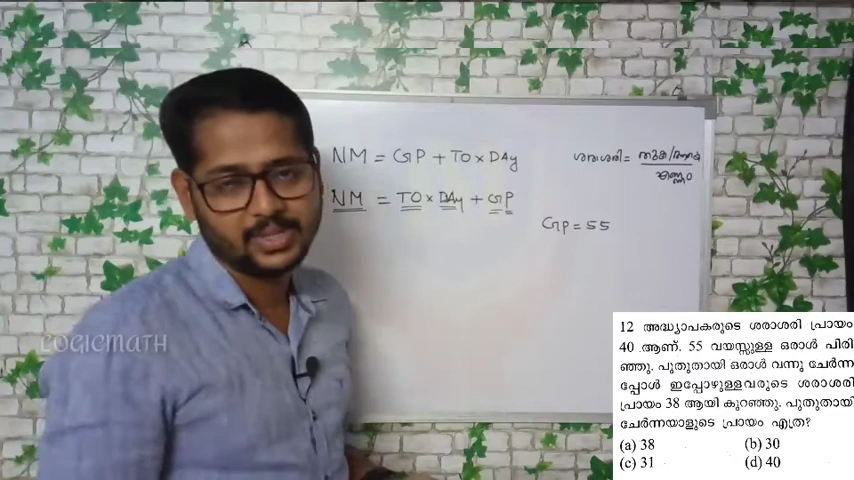 NM = GP + TO × DAy
ശരാശരി = തുക/
എണ്ണം
NM = TO × DAy + GP
GP = 55
LOGICMATH
12 അദ്ധ്യാപകരുടെ ശരാശരി പ്രായം
40 ആണ്. 55 വയസ്സുള്ള ഒരാൾ പിരി
ഞ്ഞു. പുതുതായി ഒരാൾ വന്നു ചേർന്ന
പ്പോൾ ഇപ്പോഴുള്ളവരുടെ ശരാശരി
പ്രായം 38 ആയി കുറഞ്ഞു. പുതുതായി
ചേർന്നയാളുടെ പ്രായം എത്ര?
(a) 38 (b) 30
(c) 31 (d) 40